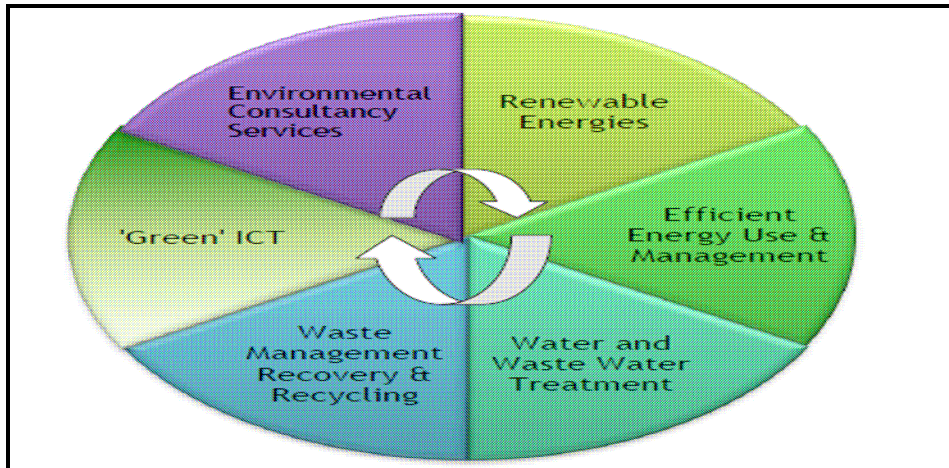 Environmental
Consultancy
Services
Renewable
Energies
Efficient
Energy Use &
Management
Water and
Waste Water
Treatment
Waste
Management
Recovery &
Recycling
'Green' ICT